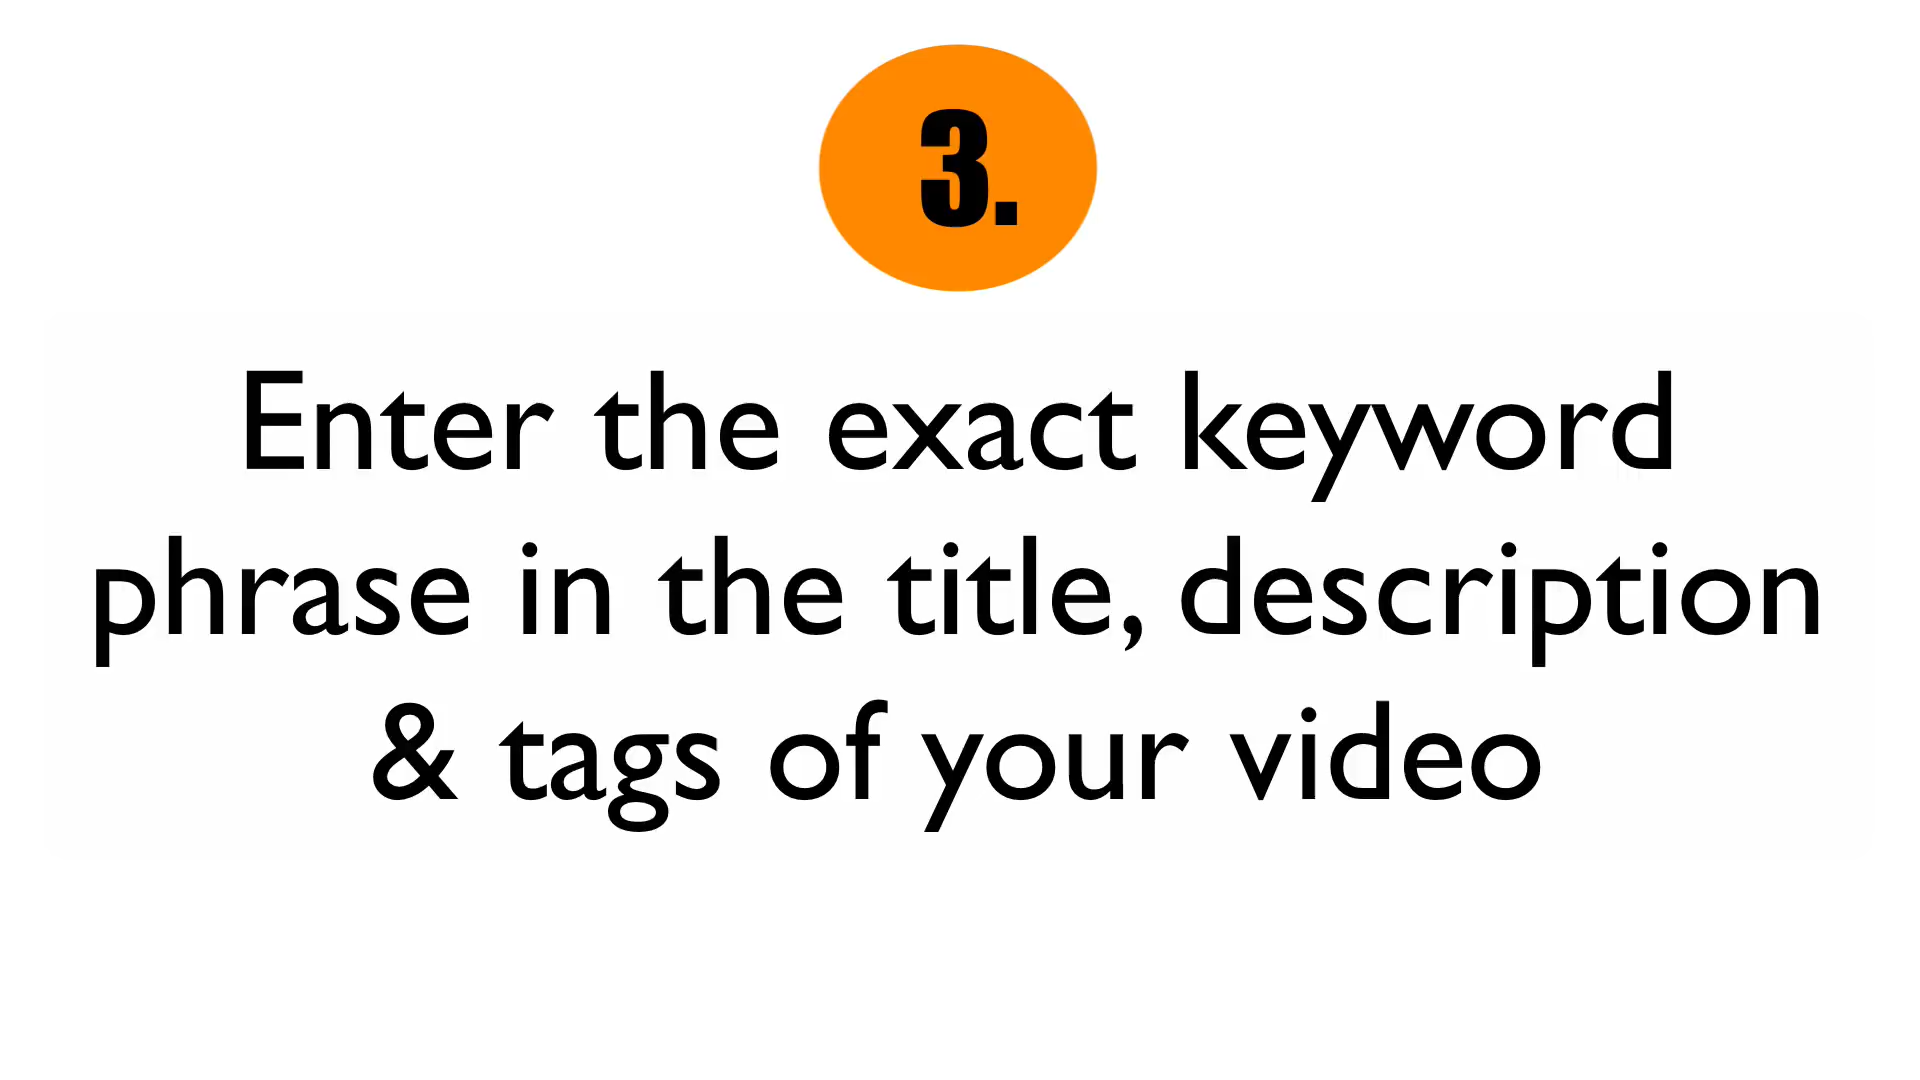 3.
Enter the exact keyword
phrase in the title, description
& tags of your video